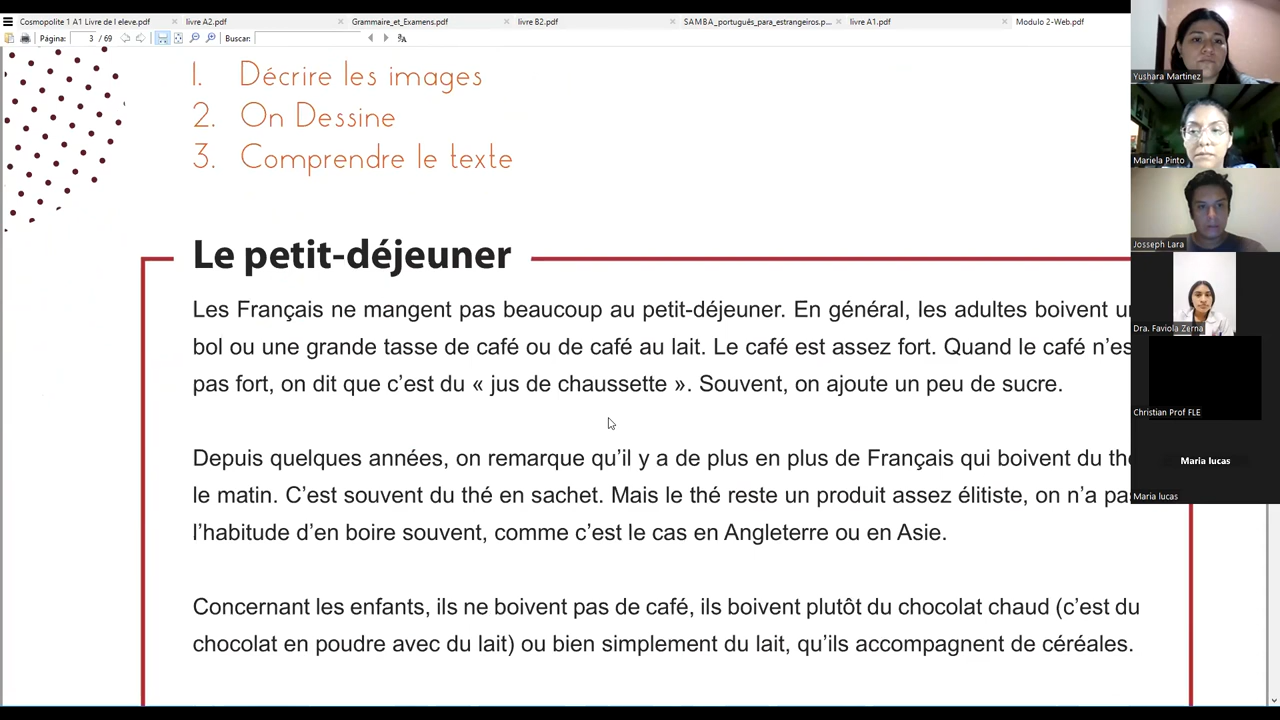 Cosmopolite 1 A1 Livre de l eleve.pdf
livre A2.pdf
Grammaire_et_Examens.pdf
livre B2.pdf
SAMBA_português_para_estrangeiros.p...
livre A1.pdf
Modulo 2-Web.pdf
Página: 3 / 69 Buscar:
1. Décrire les images
2. On Dessine
3. Comprendre le texte
Le petit-déjeuner
Les Français ne mangent pas beaucoup au petit-déjeuner. En général, les adultes boivent
bol ou une grande tasse de café ou de café au lait. Le café est assez fort. Quand le café n’es
pas fort, on dit que c’est du « jus de chaussette ». Souvent, on ajoute un peu de sucre.
Depuis quelques années, on remarque qu’il y a de plus en plus de Français qui boivent du th
le matin. C’est souvent du thé en sachet. Mais le thé reste un produit assez élitiste, on n’a pa
l’habitude d’en boire souvent, comme c’est le cas en Angleterre ou en Asie.
Concernant les enfants, ils ne boivent pas de café, ils boivent plutôt du chocolat chaud (c’est du
chocolat en poudre avec du lait) ou bien simplement du lait, qu’ils accompagnent de céréales.
Yushara Martinez
Mariela Pinto
Josseph Lara
Dra. Faviola Zerna
Christian Prof FLE
Maria lucas
Maria lucas